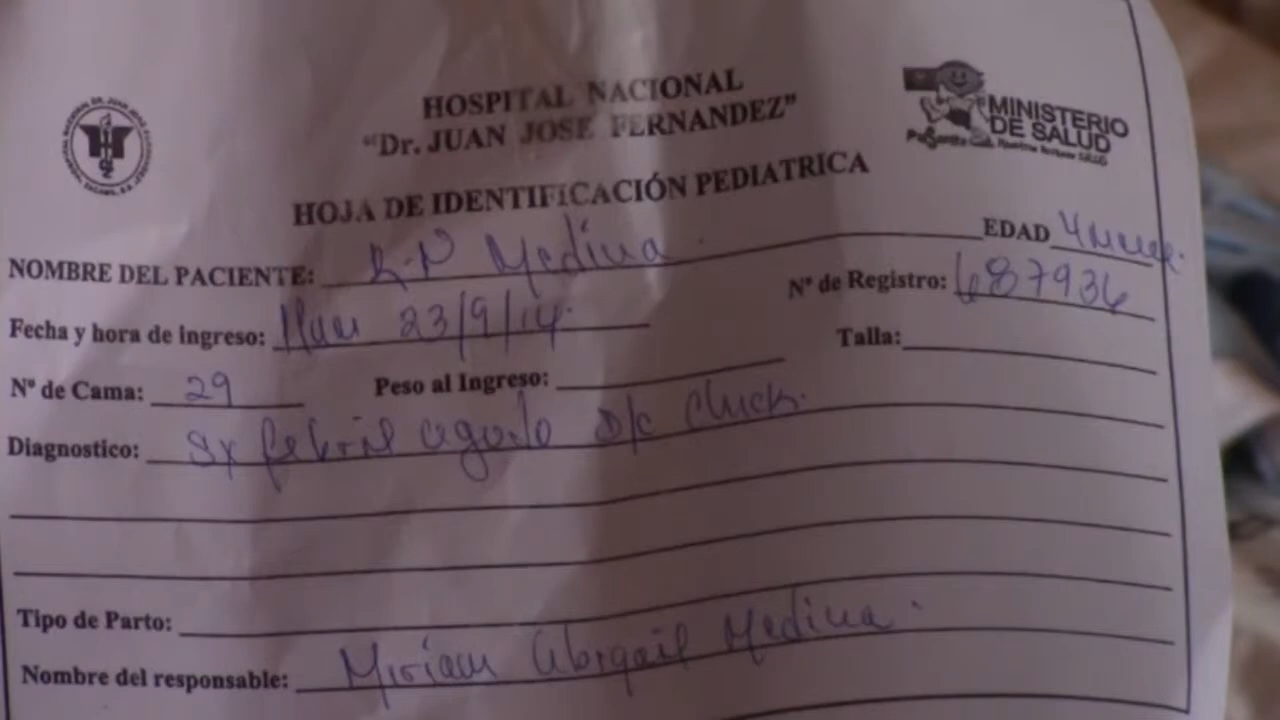 HOSPITAL NACIONAL
"Dr. JUAN JOSE FERNANDEZ"
MINISTERIO
DE SALUD
HOJA DE IDENTIFICACIÓN PEDIATRICA
NOMBRE DEL PACIENTE: R.N Medina EDAD 4
Fecha y hora de ingreso: 11am 23/9/14 Nº de Registro: 687936
Nº de Cama: 29 Peso al Ingreso: Talla:
Diagnostico: Sx febril agudo D/c Chick.
Tipo de Parto:
Nombre del responsable: Miriam Abigail Medina.